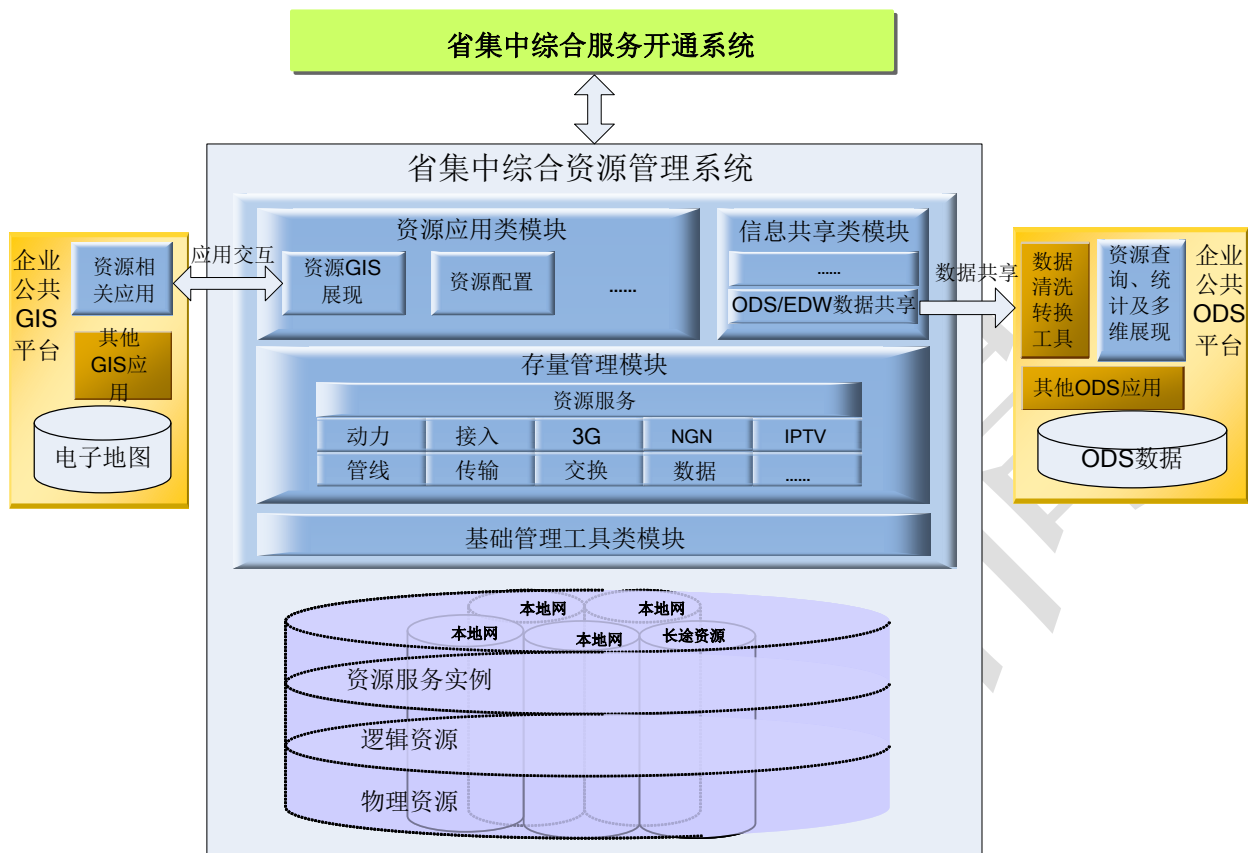 省集中综合服务开通系统
省集中综合资源管理系统
资源应用类模块
资源GIS
展现
资源配置
......
信息共享类模块
......
ODS/EDW数据共享
应用交互
数据共享
企业
公共
GIS
平台
资源相
关应用
其他
GIS应
用
电子地图
数据
清洗
转换
工具
资源查
询、统
计及多
维展现
企业
公共
ODS
平台
其他ODS应用
ODS数据
存量管理模块
资源服务
动力
接入
3G
NGN
IPTV
管线
传输
交换
数据
......
基础管理工具类模块
本地网
本地网
本地网
本地网
长途资源
资源服务实例
逻辑资源
物理资源